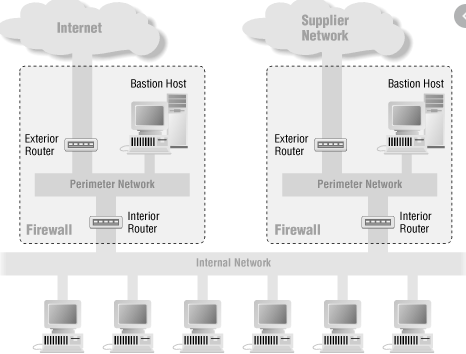 Internet
Supplier
Network
Bastion Host
Bastion Host
Exterior
Router
Exterior
Router
Perimeter Network
Perimeter Network
Interior
Router
Firewall
Interior
Router
Firewall
Internal Network